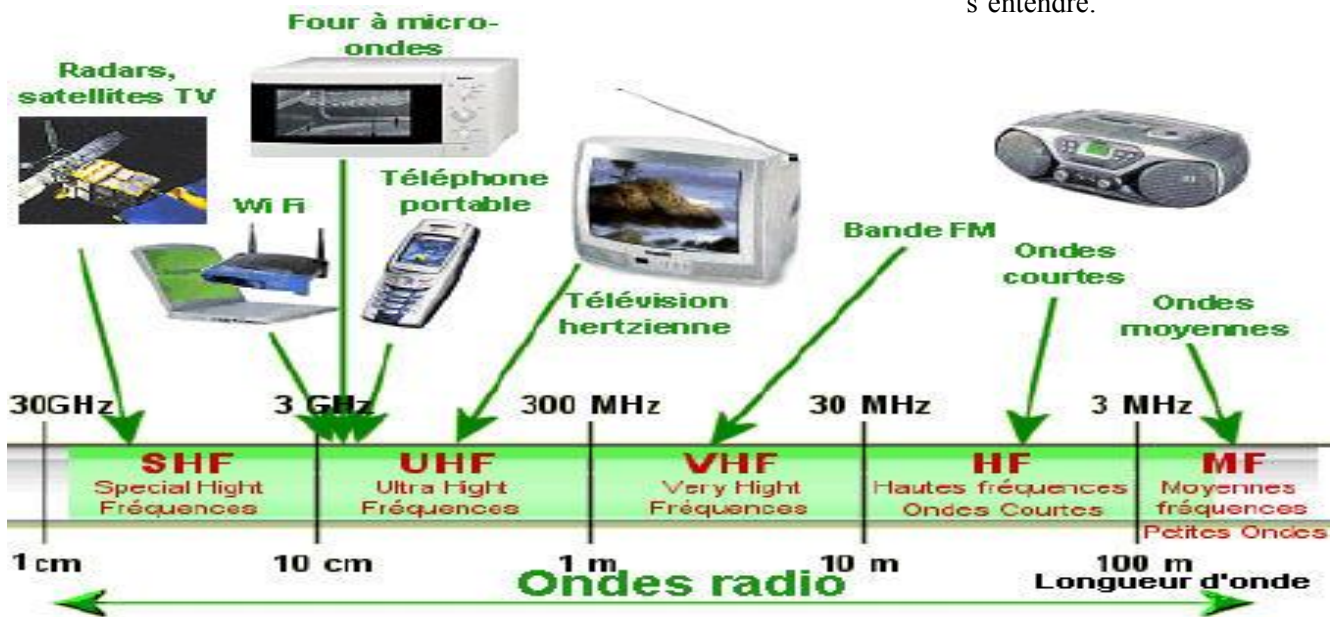 s'entendre.
Four à micro-
ondes
Radars,
satellites TV
Wi Fi
Téléphone
portable
Bande FM
Ondes
courtes
Télévision
hertzienne
Ondes
moyennes
30GHz 3 GHz 300 MHz 30 MHz 3 MHz
SHF UHF VHF HF MF
Special Hight Ultra Hight Very Hight Hautes fréquences Moyennes
Fréquences Fréquences Fréquences Ondes Courtes fréquences
Petites Ondes
1 cm 10 cm 1 m 10 m 100 m
Ondes radio Longueur d'onde